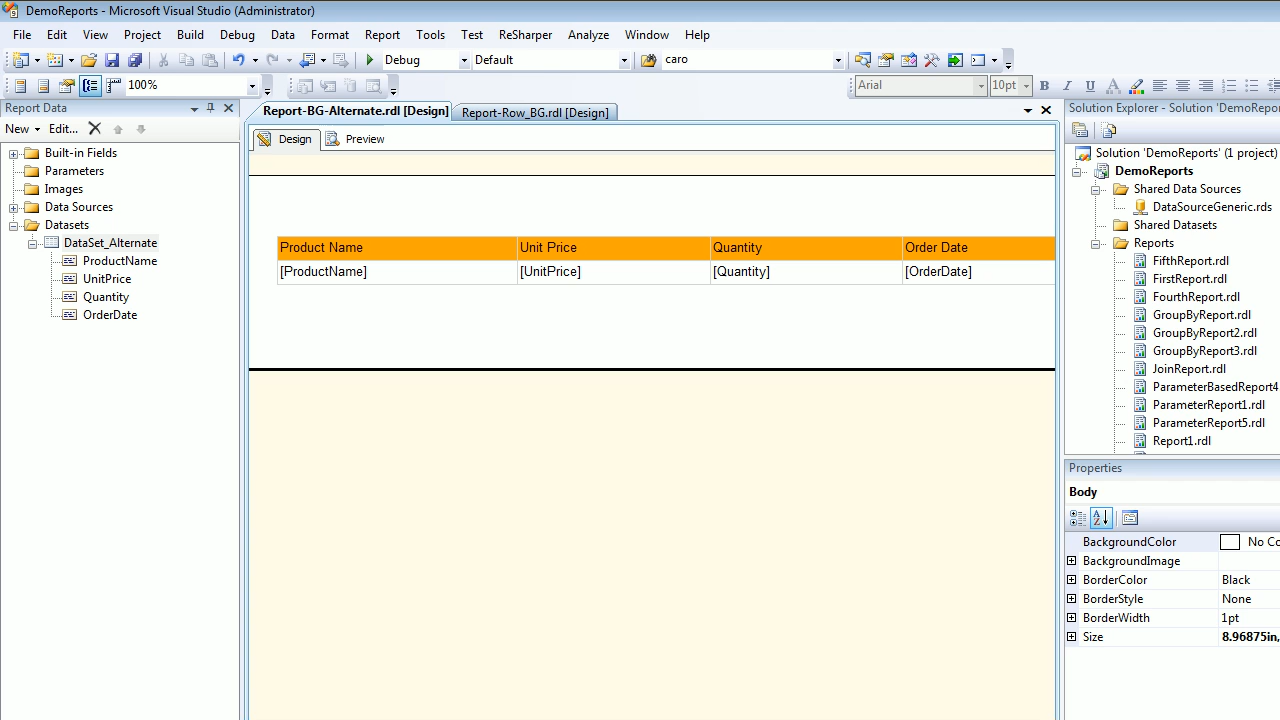 DemoReports - Microsoft Visual Studio (Administrator)
File Edit View Project Build Debug Data Format Report Tools Test ReSharper Analyze Window Help
Debug Default caro
100% Arial 10pt B I U A
Report Data
New Edit...
Built-in Fields
Parameters
Images
Data Sources
Datasets
DataSet_Alternate
ProductName
UnitPrice
Quantity
OrderDate
Report-BG-Alternate.rdl [Design] Report-Row_BG.rdl [Design]
Design Preview
Product Name Unit Price Quantity Order Date
[ProductName] [UnitPrice] [Quantity] [OrderDate]
Solution Explorer - Solution 'DemoRepor
Solution 'DemoReports' (1 project)
DemoReports
Shared Data Sources
DataSourceGeneric.rds
Shared Datasets
Reports
FifthReport.rdl
FirstReport.rdl
FourthReport.rdl
GroupByReport.rdl
GroupByReport2.rdl
GroupByReport3.rdl
JoinReport.rdl
ParameterBasedReport4
ParameterReport1.rdl
ParameterReport5.rdl
Report1.rdl
Properties
Body
BackgroundColor No Co
BackgroundImage
BorderColor Black
BorderStyle None
BorderWidth 1pt
Size 8.96875in,